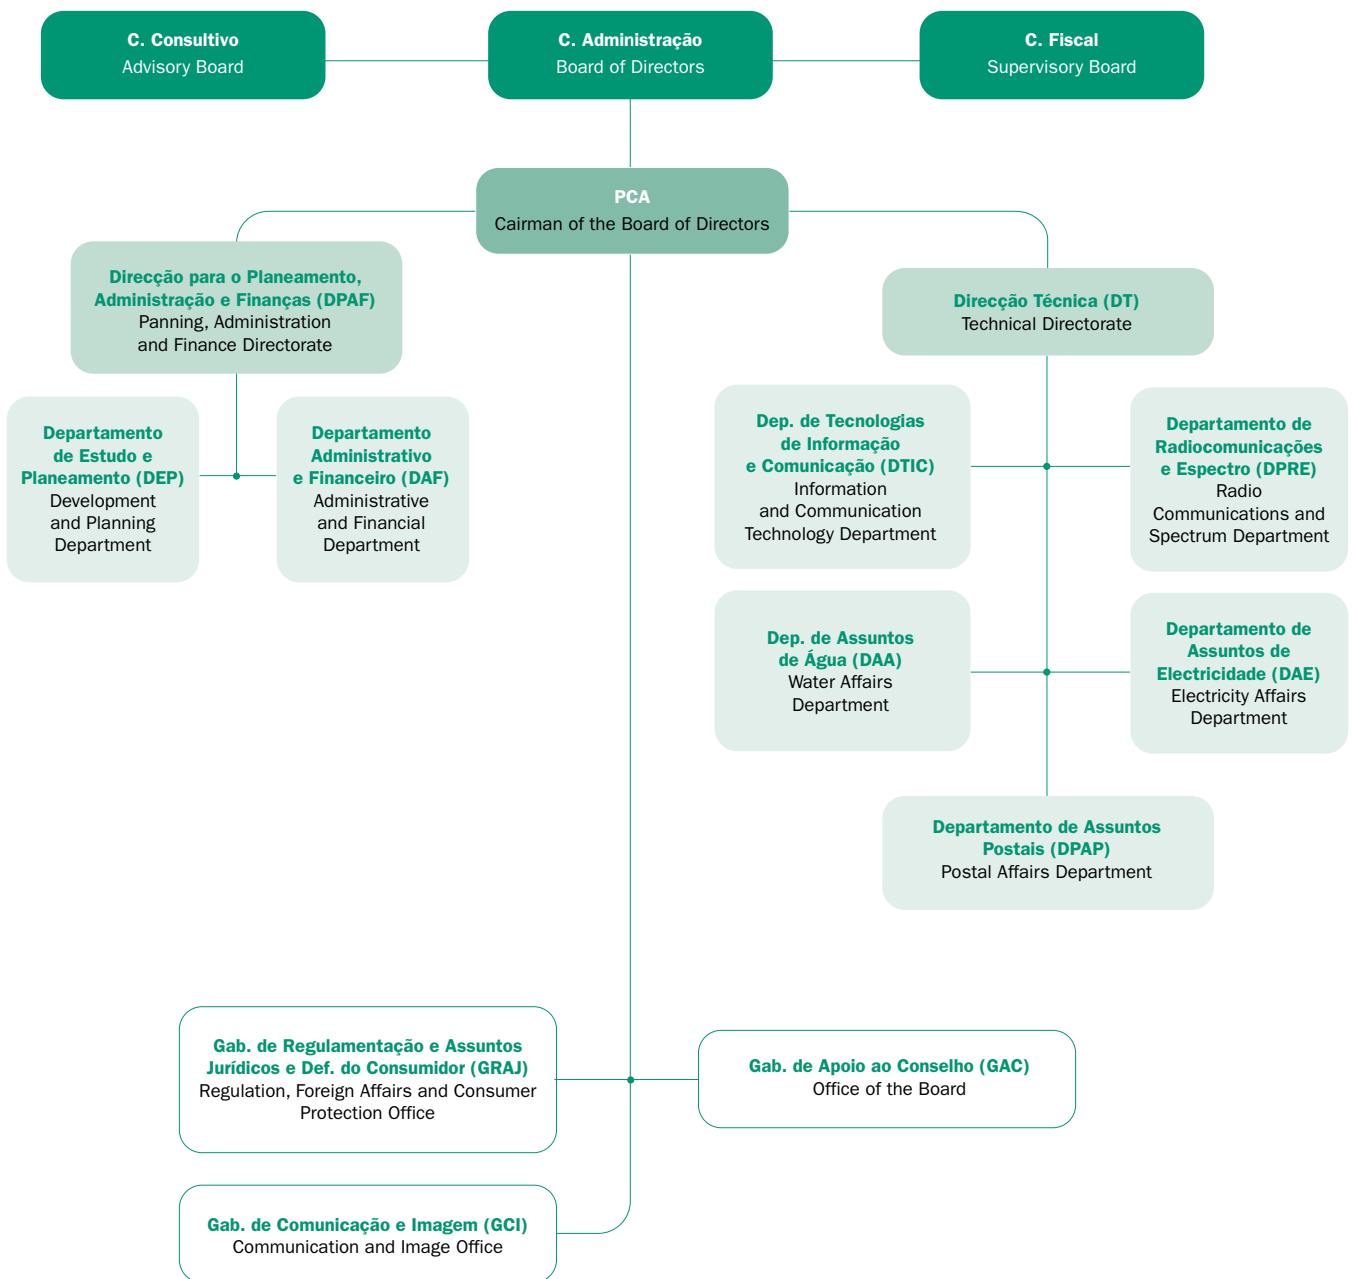 C. Consultivo
Advisory Board
C. Administração
Board of Directors
C. Fiscal
Supervisory Board
PCA
Cairman of the Board of Directors
Direcção para o Planeamento,
Administração e Finanças (DPAF)
Panning, Administration
and Finance Directorate
Direcção Técnica (DT)
Technical Directorate
Departamento
de Estudo e
Planeamento (DEP)
Development
and Planning
Department
Departamento
Administrativo
e Financeiro (DAF)
Administrative
and Financial
Department
Dep. de Tecnologias
de Informação
e Comunicação (DTIC)
Information
and Communication
Technology Department
Departamento de
Radiocomunicações
e Espectro (DPRE)
Radio
Communications and
Spectrum Department
Dep. de Assuntos
de Água (DAA)
Water Affairs
Department
Departamento de
Assuntos de
Electricidade (DAE)
Electricity Affairs
Department
Departamento de Assuntos
Postais (DPAP)
Postal Affairs Department
Gab. de Regulamentação e Assuntos
Jurídicos e Def. do Consumidor (GRAJ)
Regulation, Foreign Affairs and Consumer
Protection Office
Gab. de Apoio ao Conselho (GAC)
Office of the Board
Gab. de Comunicação e Imagem (GCI)
Communication and Image Office